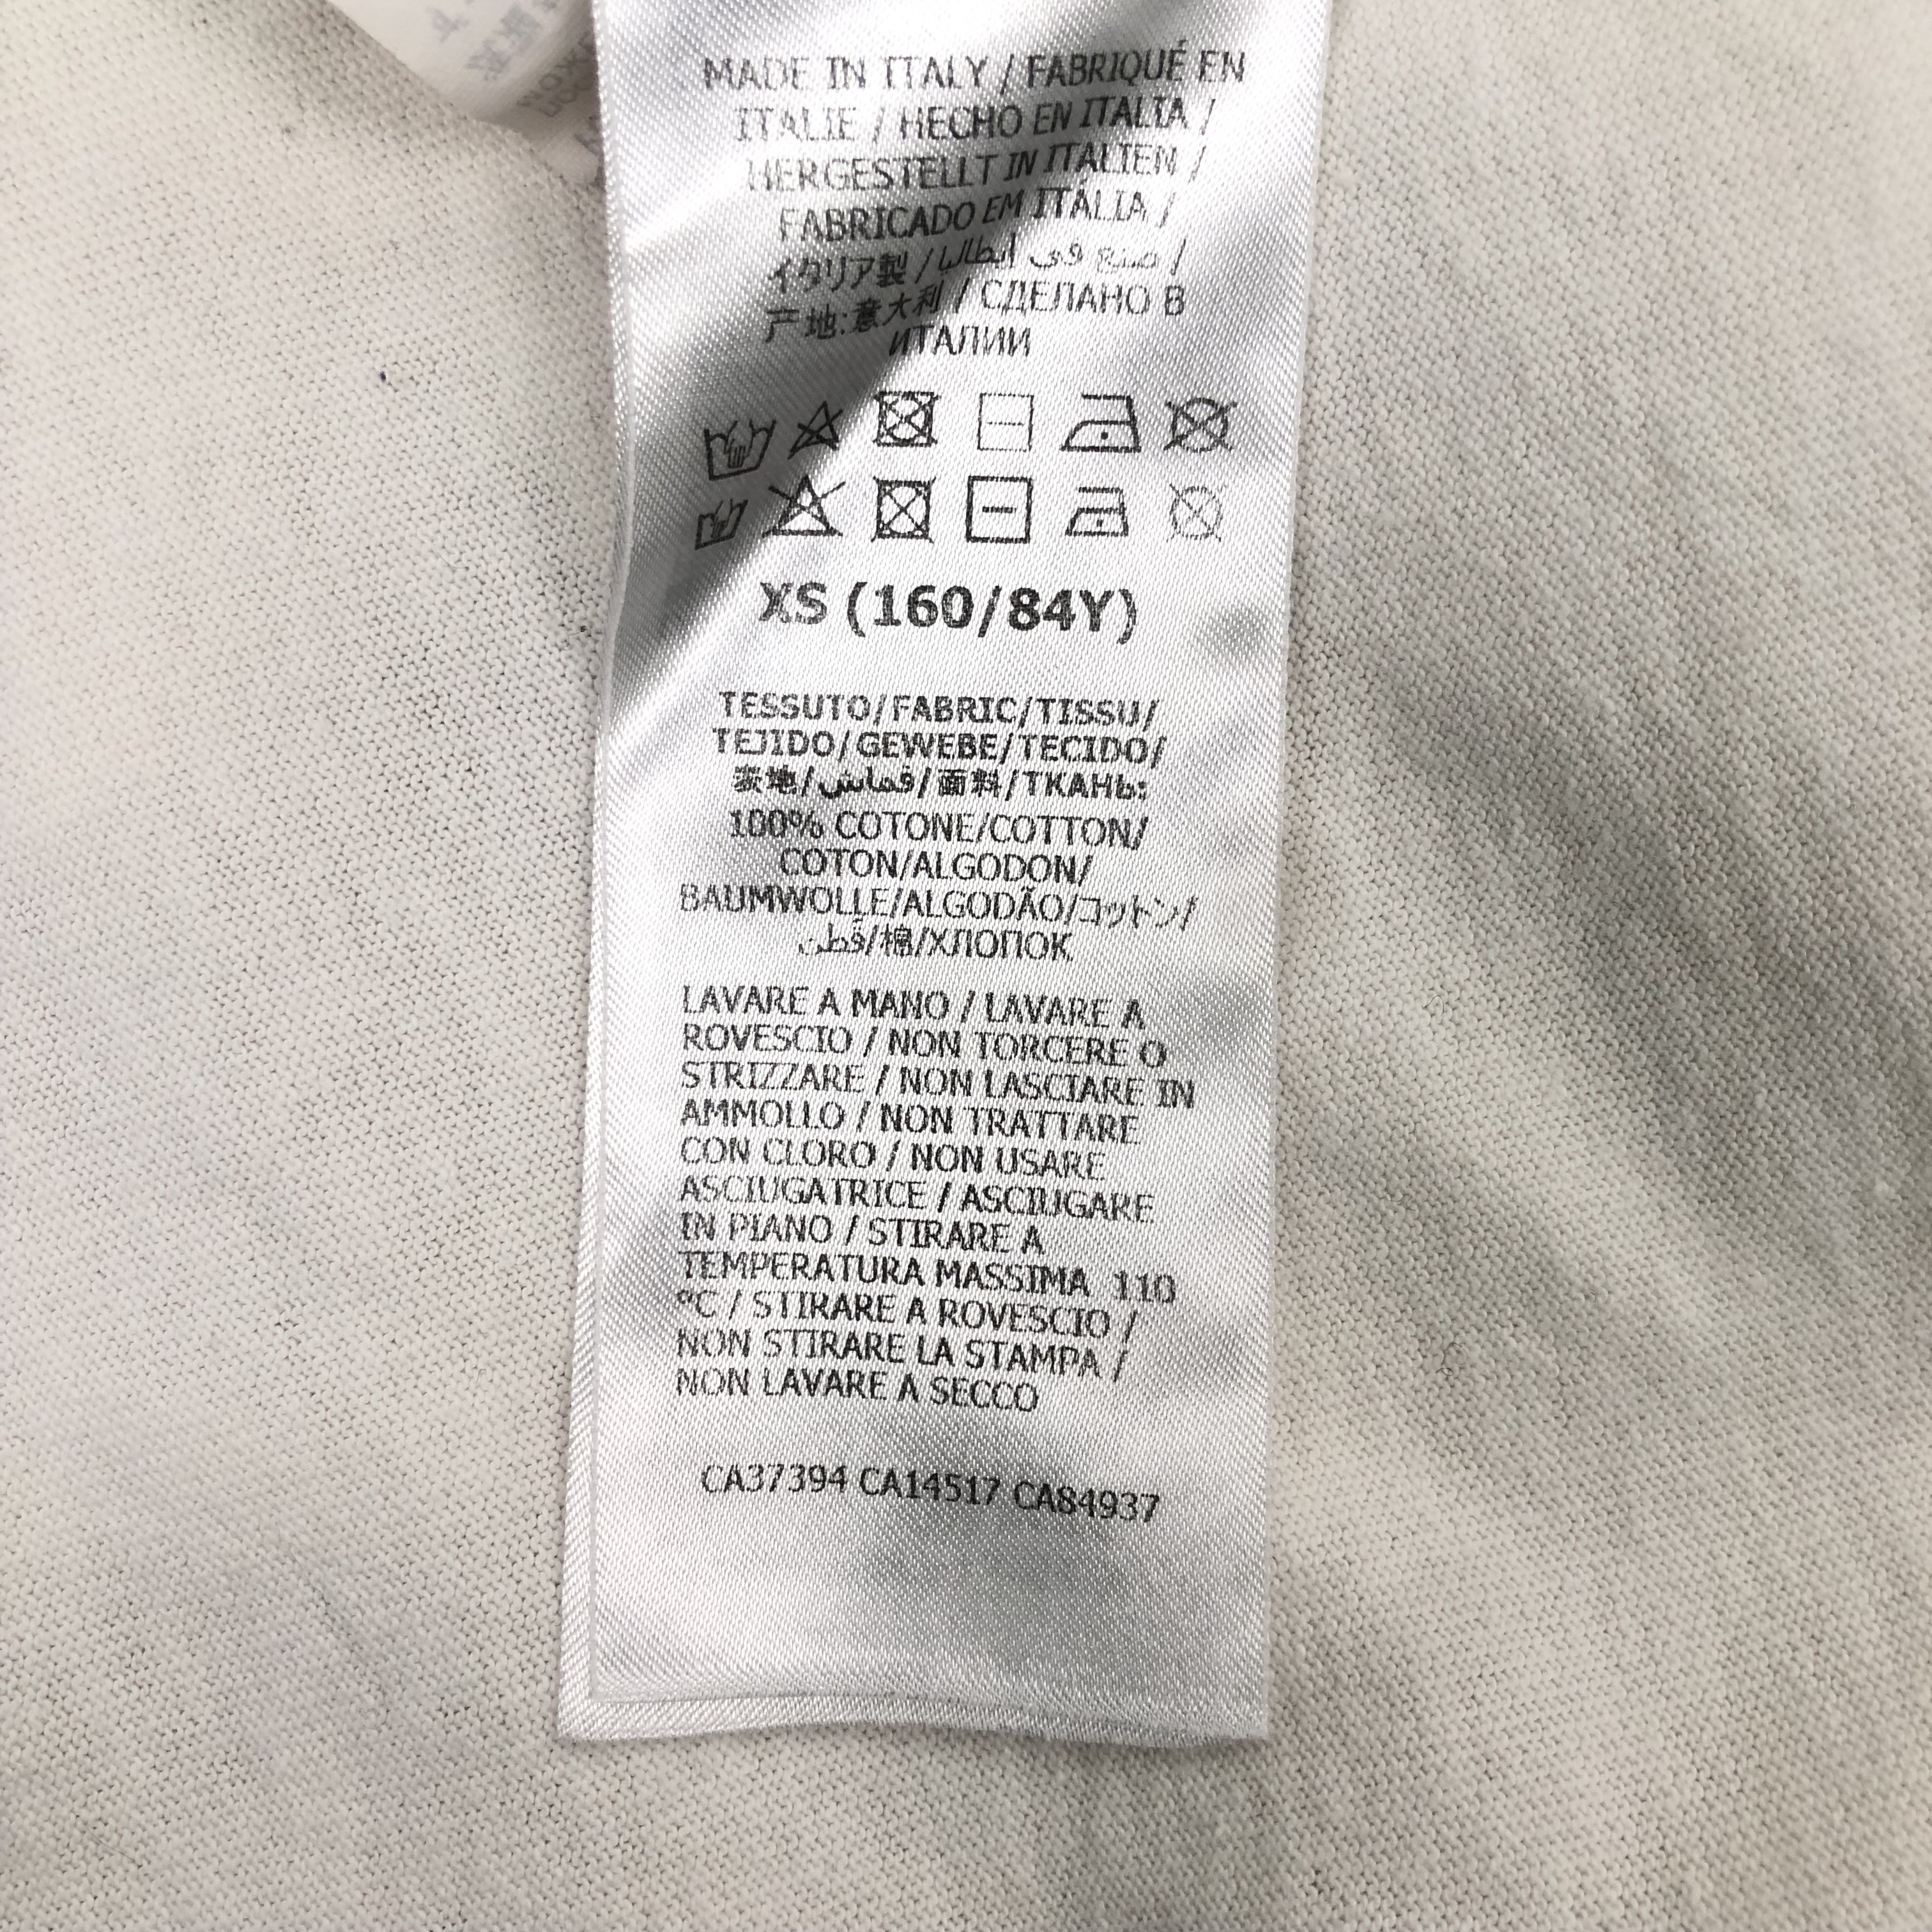 MADE IN ITALY / FABRIQUÉ EN
ITALIE / HECHO EN ITALIA /
HERGESTELLT IN ITALIEN /
FABRICADO EM ITÁLIA /
イタリア製 / صنع في إيطاليا /
产地:意大利 / СДЕЛАНО В
ИТАЛИИ
XS (160/84Y)
TESSUTO/FABRIC/TISSU/
TEJIDO/GEWEBE/TECIDO/
表地/قماش/面料/ТКАНЬ:
100% COTONE/COTTON/
COTON/ALGODON/
BAUMWOLLE/ALGODÃO/コットン/
قطن/棉/ХЛОПОК
LAVARE A MANO / LAVARE A
ROVESCIO / NON TORCERE O
STRIZZARE / NON LASCIARE IN
AMMOLLO / NON TRATTARE
CON CLORO / NON USARE
ASCIUGATRICE / ASCIUGARE
IN PIANO / STIRARE A
TEMPERATURA MASSIMA 110
°C / STIRARE A ROVESCIO /
NON STIRARE LA STAMPA /
NON LAVARE A SECCO
CA37394 CA14517 CA84937